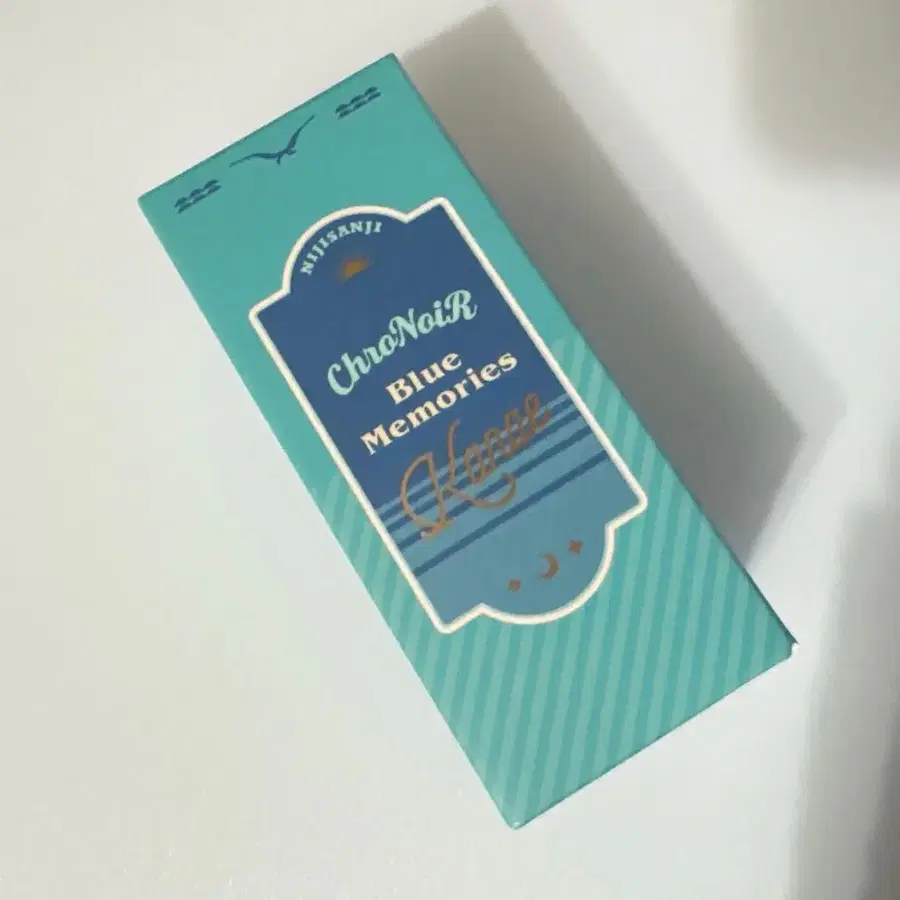 NIJISANJI
ChroNoiR
Blue
Memories
Kanae